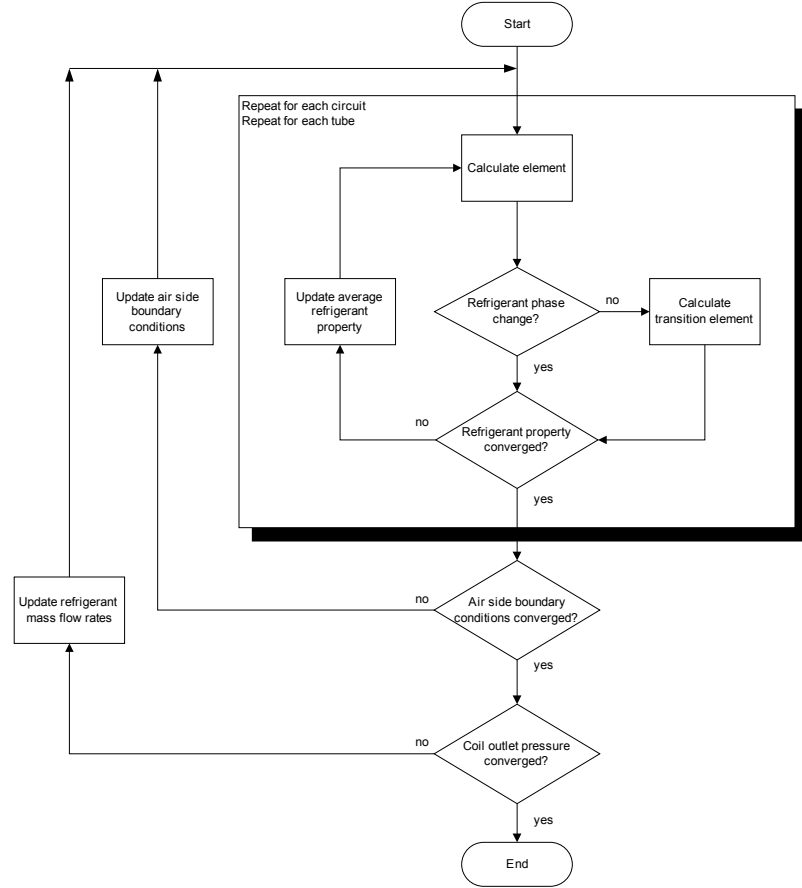 Start
Repeat for each circuit
Repeat for each tube
Calculate element
Update air side
boundary
conditions
Update average
refrigerant
property
Refrigerant phase
change?
no
Calculate
transition element
yes
no
Refrigerant property
converged?
yes
Update refrigerant
mass flow rates
no
Air side boundary
conditions converged?
yes
no
Coil outlet pressure
converged?
yes
End